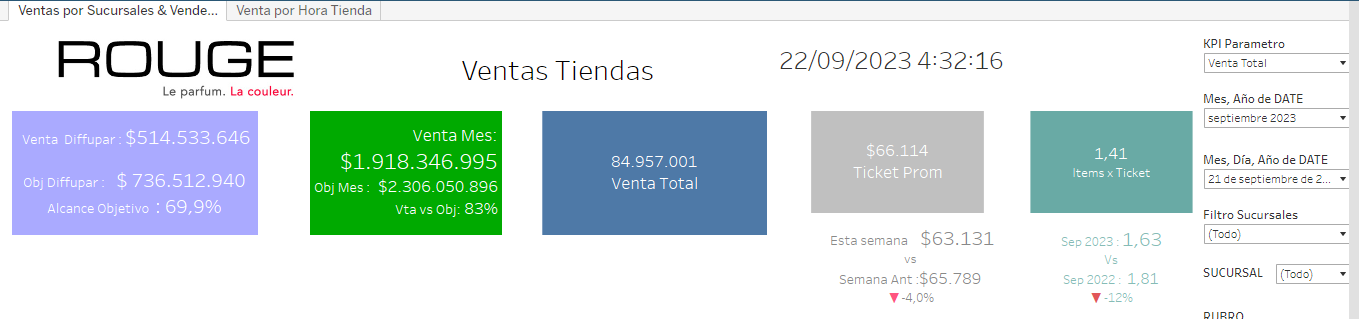 Ventas por Sucursales & Vende...
Venta por Hora Tienda
ROUGE
Le parfum. La couleur.
Ventas Tiendas
22/09/2023 4:32:16
Venta Diffupar : $514.533.646
Obj Diffupar : $ 736.512.940
Alcance Objetivo : 69,9%
Venta Mes:
$1.918.346.995
Obj Mes : $2.306.050.896
Vta vs Obj: 83%
84.957.001
Venta Total
$66.114
Ticket Prom
Esta semana $63.131
vs
Semana Ant :$65.789
▼ -4,0%
1,41
Items x Ticket
Sep 2023 : 1,63
Vs
Sep 2022 : 1,81
▼ -12%
KPI Parametro
Venta Total
Mes, Año de DATE
septiembre 2023
Mes, Día, Año de DATE
21 de septiembre de 2...
Filtro Sucursales
(Todo)
SUCURSAL (Todo)
RUBRO